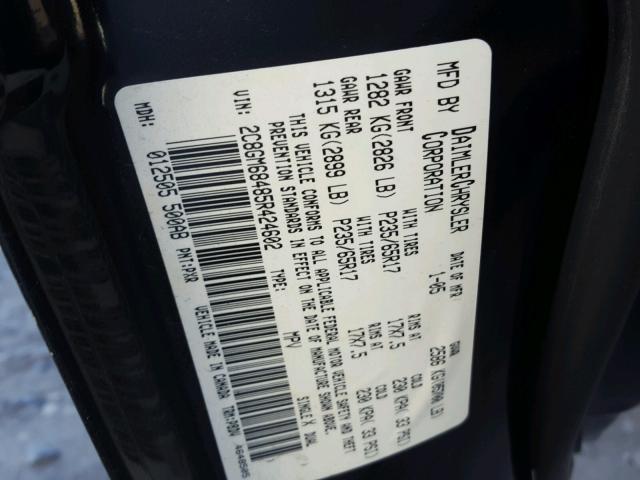 MFD BY DAIMLERCHRYSLER CORPORATION DATE OF MFR 1-05 GVWR
GAWR FRONT WITH TIRES RIMS AT COLD
1282 KG(2826 LB) P235/65R17 17X7.5 230 KPA( 33 PSI)
GAWR REAR WITH TIRES RIMS AT COLD
1315 KG(2899 LB) P235/65R17 17X7.5 230 KPA( 33 PSI)
THIS VEHICLE CONFORMS TO ALL APPLICABLE FEDERAL MOTOR VEHICLE SAFETY AND THEFT
PREVENTION STANDARDS IN EFFECT ON THE DATE OF MANUFACTURE SHOWN ABOVE.
VIN: 2C8GM68485R424602 TYPE: MPV SINGLE X DUAL
MDH: 012505 500AB PNT:PXR VEHICLE MADE IN CANADA